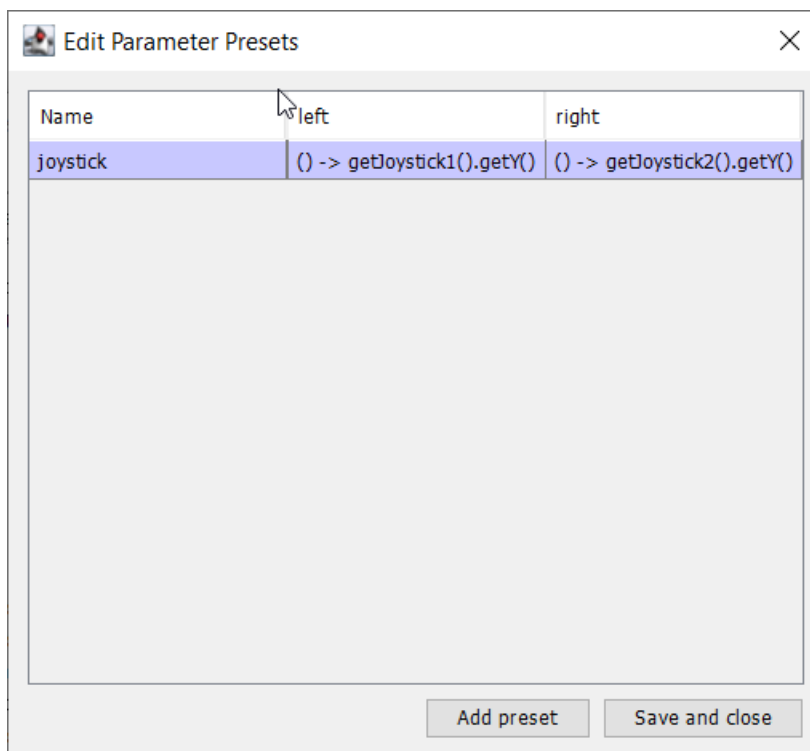 Edit Parameter Presets
Name left right
joystick () -> getJoystick1().getY() () -> getJoystick2().getY()
Add preset Save and close